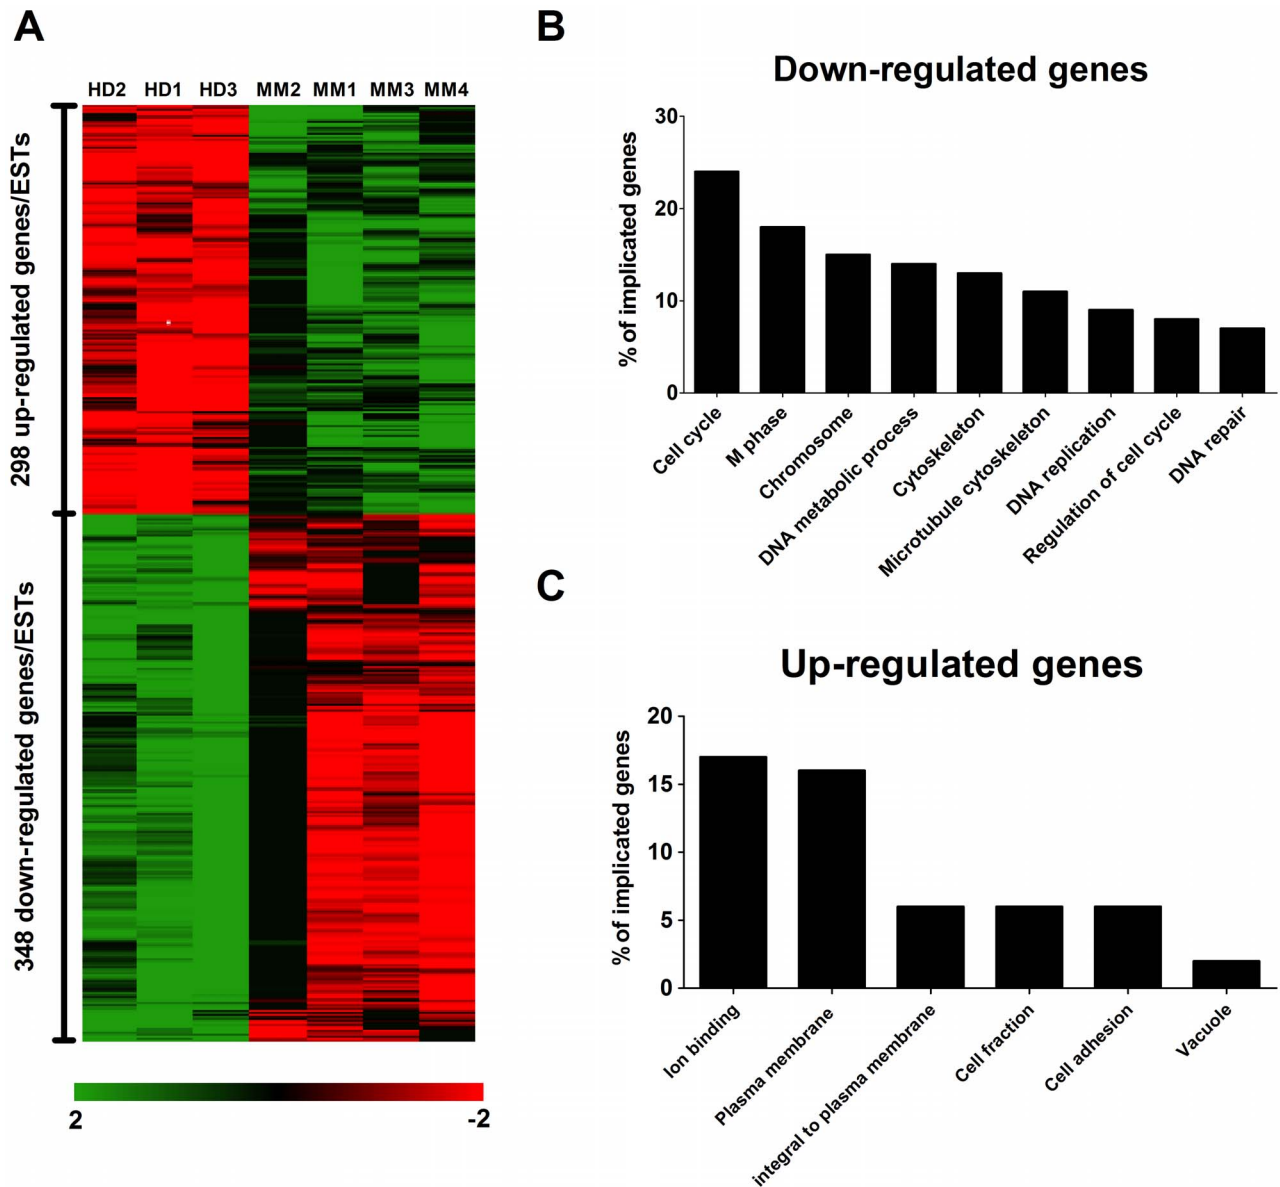 A
HD2 HD1 HD3 MM2 MM1 MM3 MM4
298 up-regulated genes/ESTs
348 down-regulated genes/ESTs
2 -2
B
Down-regulated genes
% of implicated genes
30
20
10
0
Cell cycle
M phase
Chromosome
DNA metabolic process
Cytoskeleton
Microtubule cytoskeleton
DNA replication
Regulation of cell cycle
DNA repair
C
Up-regulated genes
% of implicated genes
20
15
10
5
0
Ion binding
Plasma membrane
integral to plasma membrane
Cell fraction
Cell adhesion
Vacuole